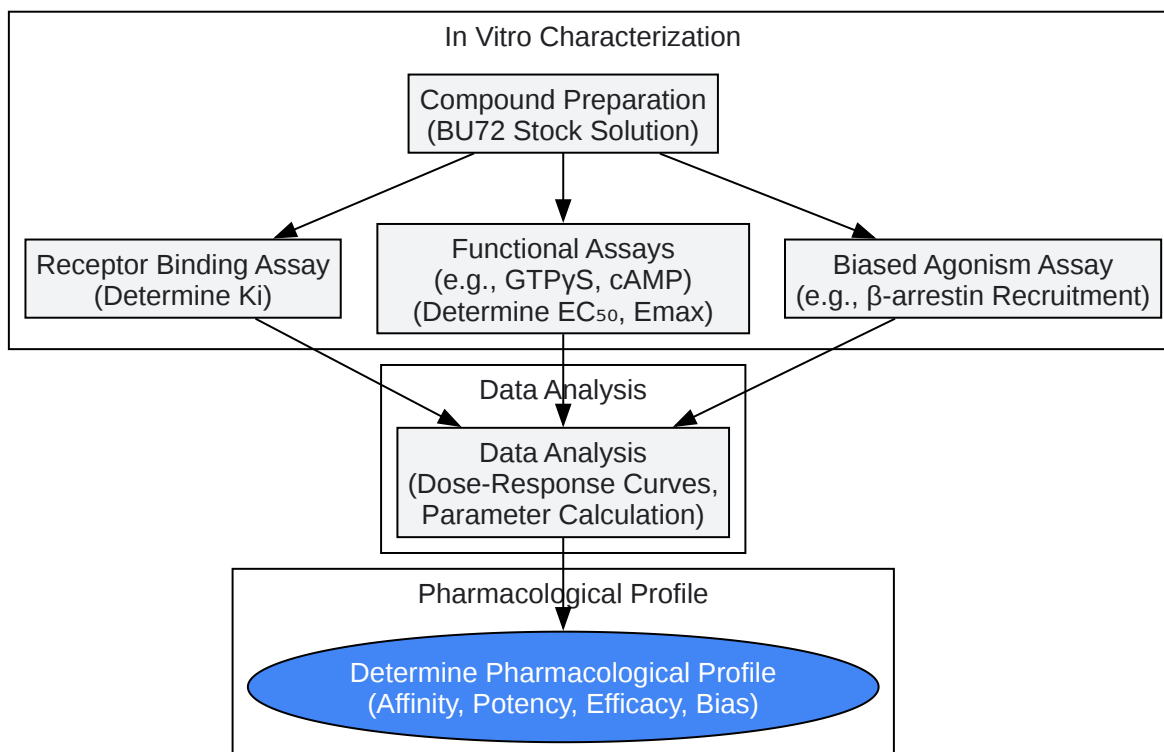 In Vitro Characterization
Compound Preparation
(BU72 Stock Solution)
Receptor Binding Assay
(Determine Ki)
Functional Assays
(e.g., GTPγS, cAMP)
(Determine EC₅₀, Emax)
Biased Agonism Assay
(e.g., β-arrestin Recruitment)
Data Analysis
Data Analysis
(Dose-Response Curves,
Parameter Calculation)
Pharmacological Profile
Determine Pharmacological Profile
(Affinity, Potency, Efficacy, Bias)